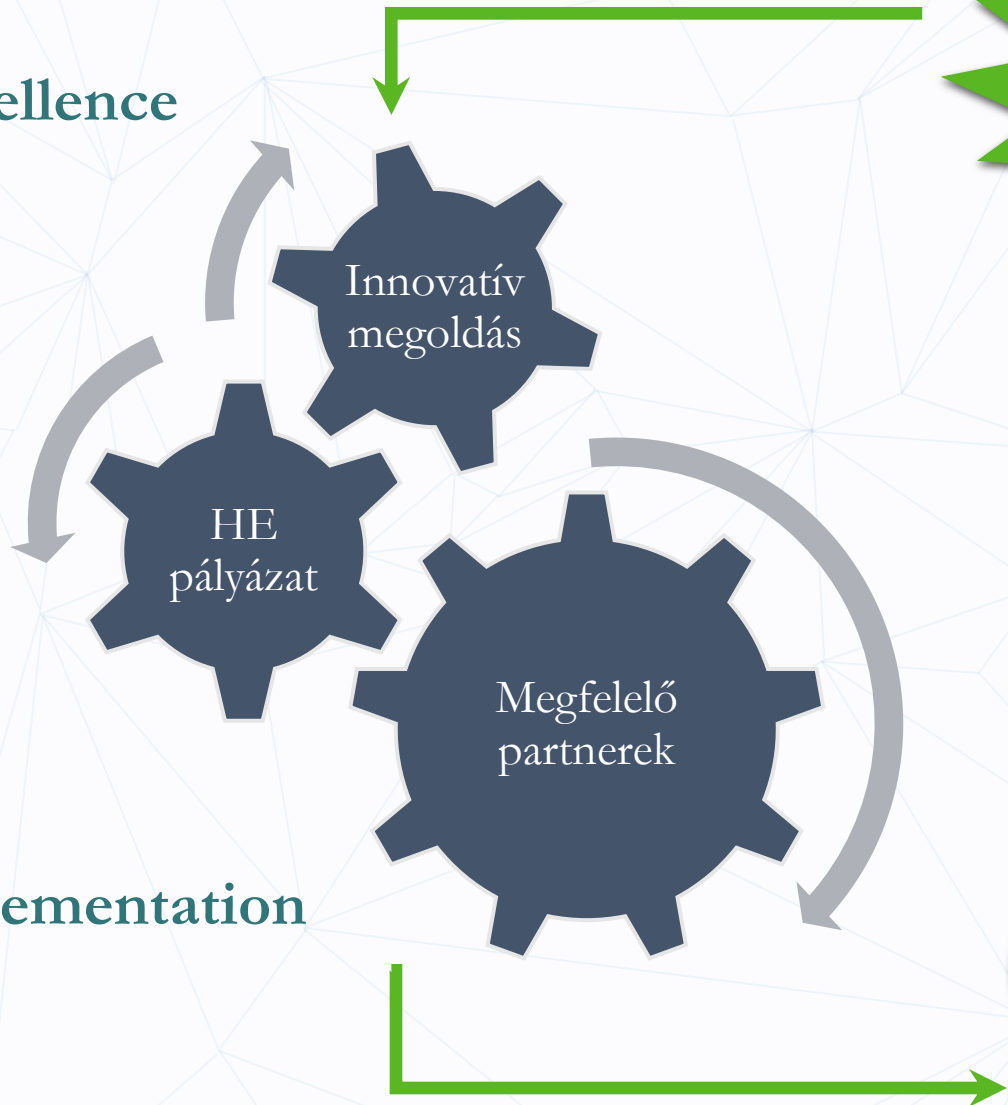 ellence
Innovatív
megoldás
HE
pályázat
Megfelelő
partnerek
ementation